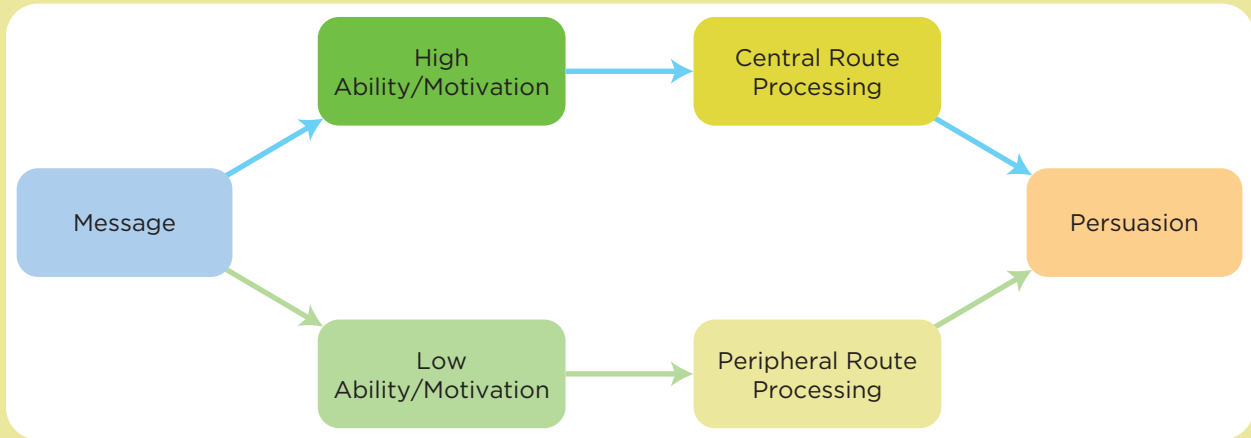 High
Ability/Motivation
Central Route
Processing
Message
Persuasion
Low
Ability/Motivation
Peripheral Route
Processing